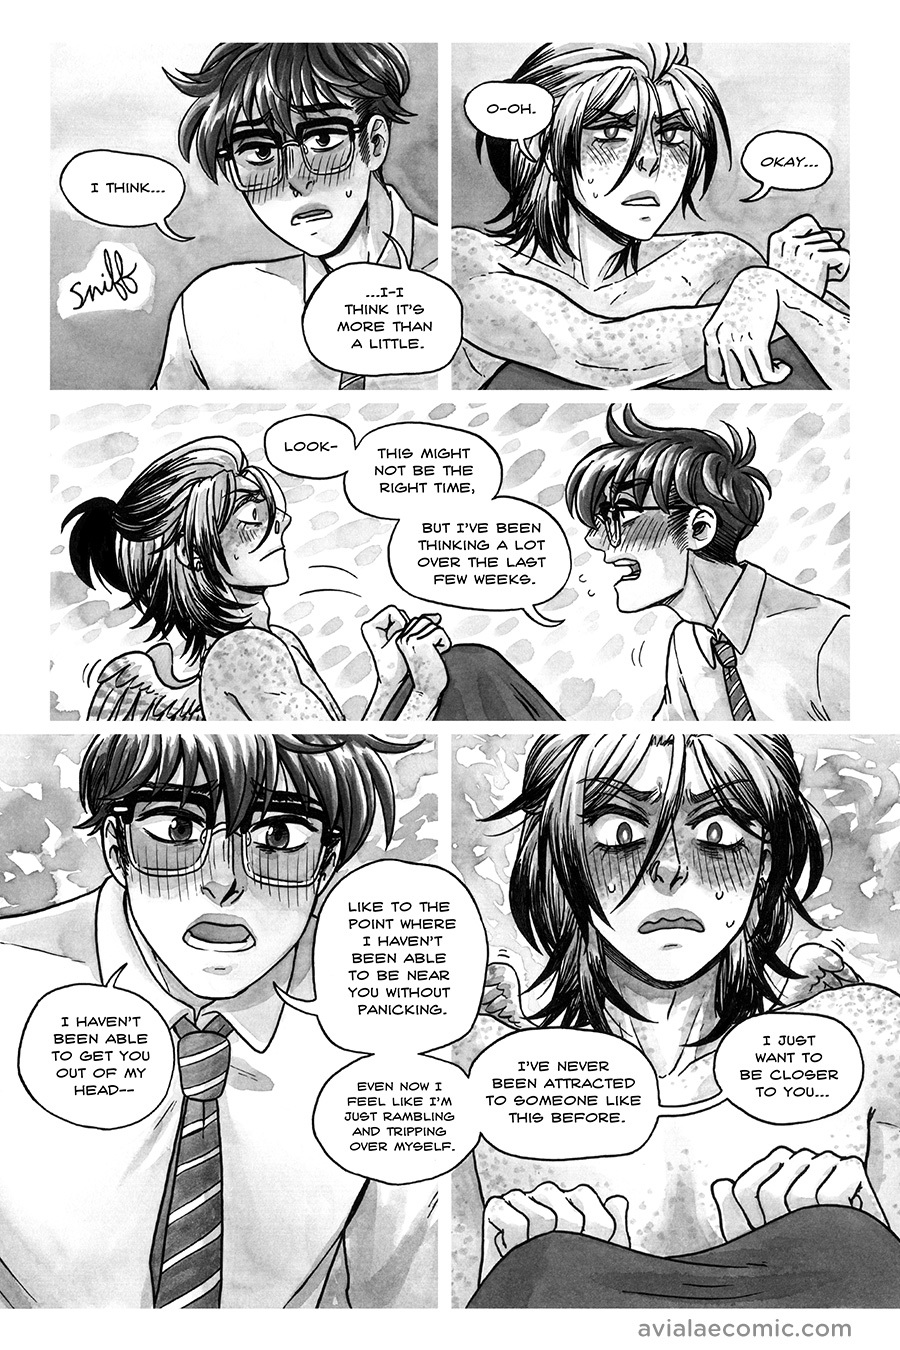 I THINK...
Sniff
...I-I
THINK IT'S
MORE THAN
A LITTLE.
O-OH.
OKAY...
LOOK-
THIS MIGHT
NOT BE THE
RIGHT TIME,
BUT I'VE BEEN
THINKING A LOT
OVER THE LAST
FEW WEEKS.
I HAVEN'T
BEEN ABLE
TO GET YOU
OUT OF MY
HEAD--
LIKE TO THE
POINT WHERE
I HAVEN'T
BEEN ABLE
TO BE NEAR
YOU WITHOUT
PANICKING.
EVEN NOW I
FEEL LIKE I'M
JUST RAMBLING
AND TRIPPING
OVER MYSELF.
I'VE NEVER
BEEN ATTRACTED
TO SOMEONE LIKE
THIS BEFORE.
I JUST
WANT TO
BE CLOSER
TO YOU...
avialaecomic.com